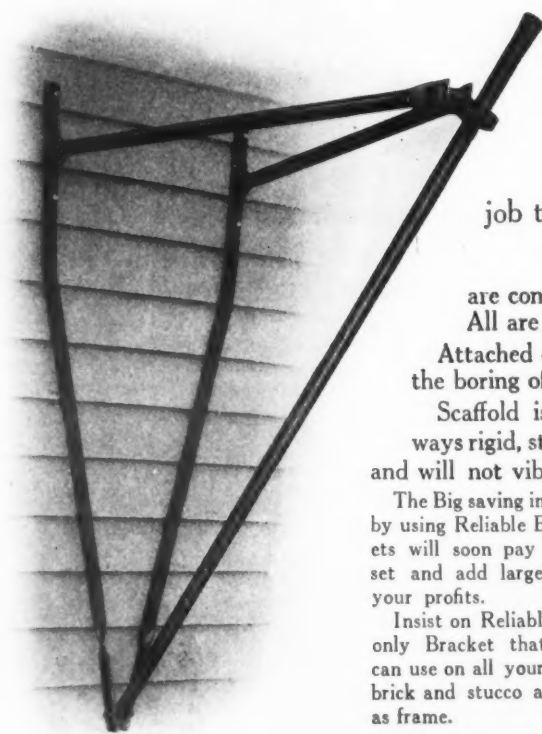 job t
are con
All are
Attached
the boring of
Scaffold is
ways rigid, st
and will not vib
The Big saving in
by using Reliable B
ets will soon pay
set and add large
your profits.
Insist on Reliabl
only Bracket that
can use on all your
brick and stucco a
as frame.